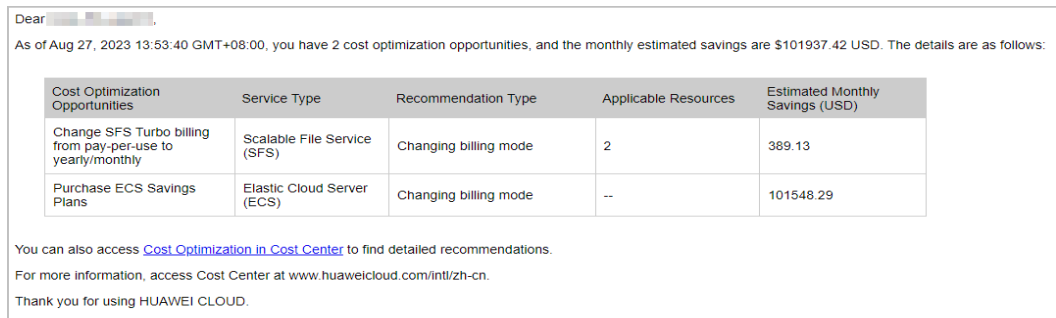 Dear ,
As of Aug 27, 2023 13:53:40 GMT+08:00, you have 2 cost optimization opportunities, and the monthly estimated savings are $101937.42 USD. The details are as follows:
Cost Optimization
Opportunities
Service Type
Recommendation Type
Applicable Resources
Estimated Monthly
Savings (USD)
Change SFS Turbo billing
from pay-per-use to
yearly/monthly
Scalable File Service
(SFS)
Changing billing mode
2
389.13
Purchase ECS Savings
Plans
Elastic Cloud Server
(ECS)
Changing billing mode
--
101548.29
You can also access Cost Optimization in Cost Center to find detailed recommendations.
For more information, access Cost Center at www.huaweicloud.com/intl/zh-cn.
Thank you for using HUAWEI CLOUD.